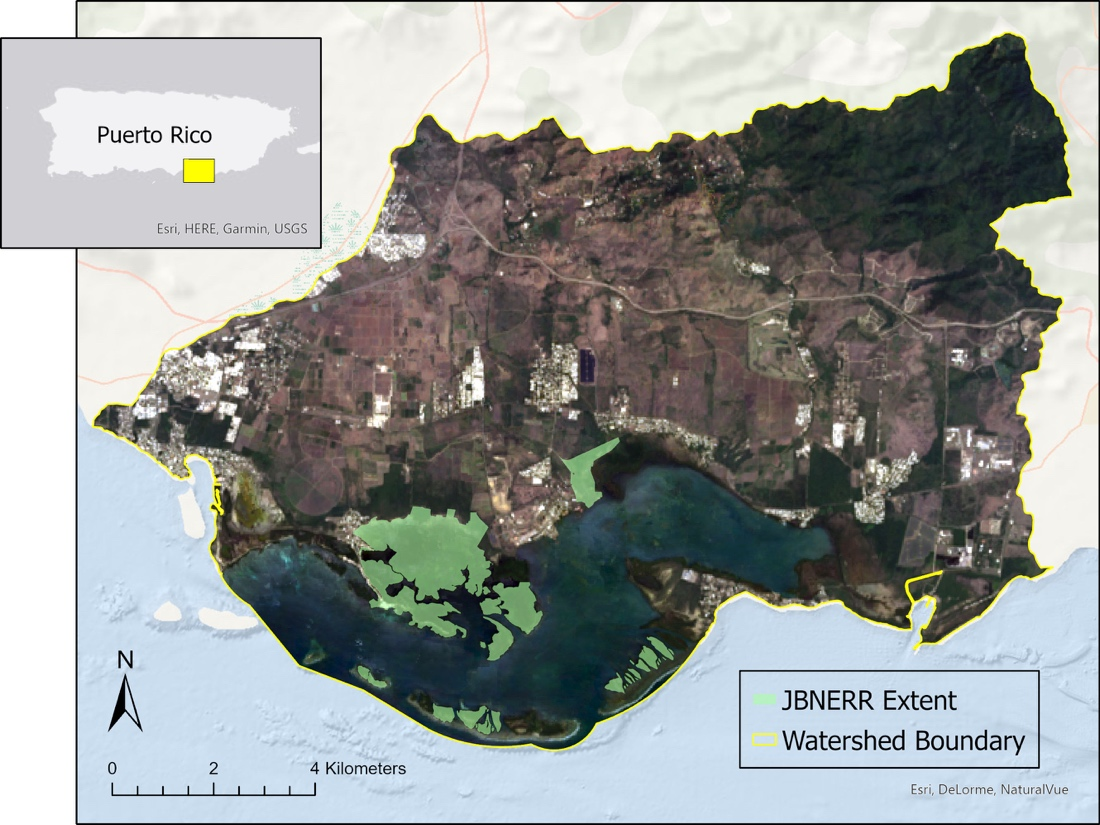 Puerto Rico
Esri, HERE, Garmin, USGS
N
0 2 4 Kilometers
JBNERR Extent
Watershed Boundary
Esri, DeLorme, NaturalVue